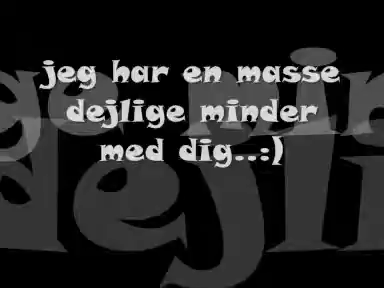 jeg har en masse
dejlige minder
med dig..:)